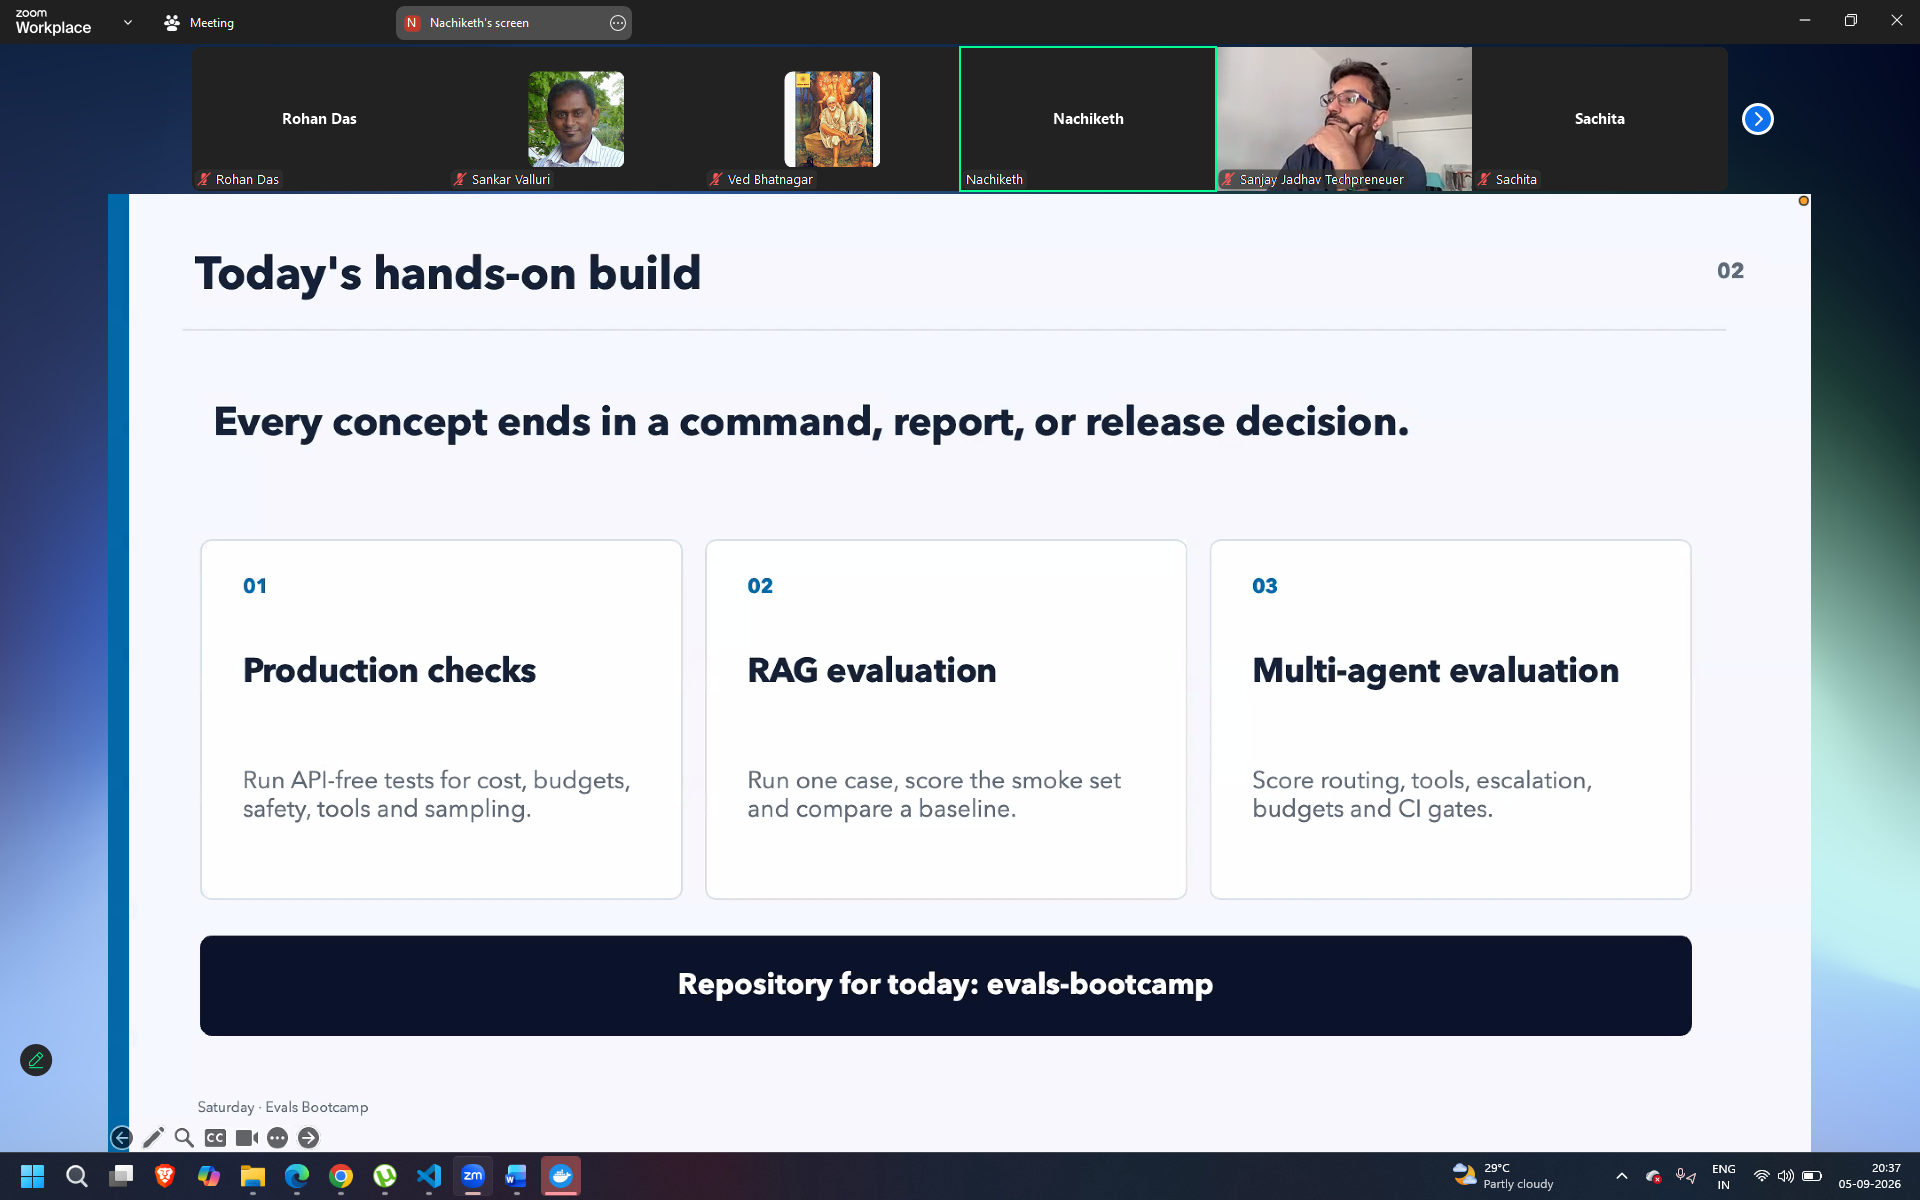 zoom
Workplace
Meeting
N Nachiketh's screen
Rohan Das
Nachiketh
Sachita
Rohan Das
Sankar Valluri
Ved Bhatnagar
Nachiketh
Sanjay Jadhav Techpreneuer
Sachita
Today's hands-on build
02
Every concept ends in a command, report, or release decision.
01
Production checks
Run API-free tests for cost, budgets,
safety, tools and sampling.
02
RAG evaluation
Run one case, score the smoke set
and compare a baseline.
03
Multi-agent evaluation
Score routing, tools, escalation,
budgets and CI gates.
Repository for today: evals-bootcamp
Saturday · Evals Bootcamp
CC
zm
W
29°C
Partly cloudy
ENG
IN
20:37
05-09-2026